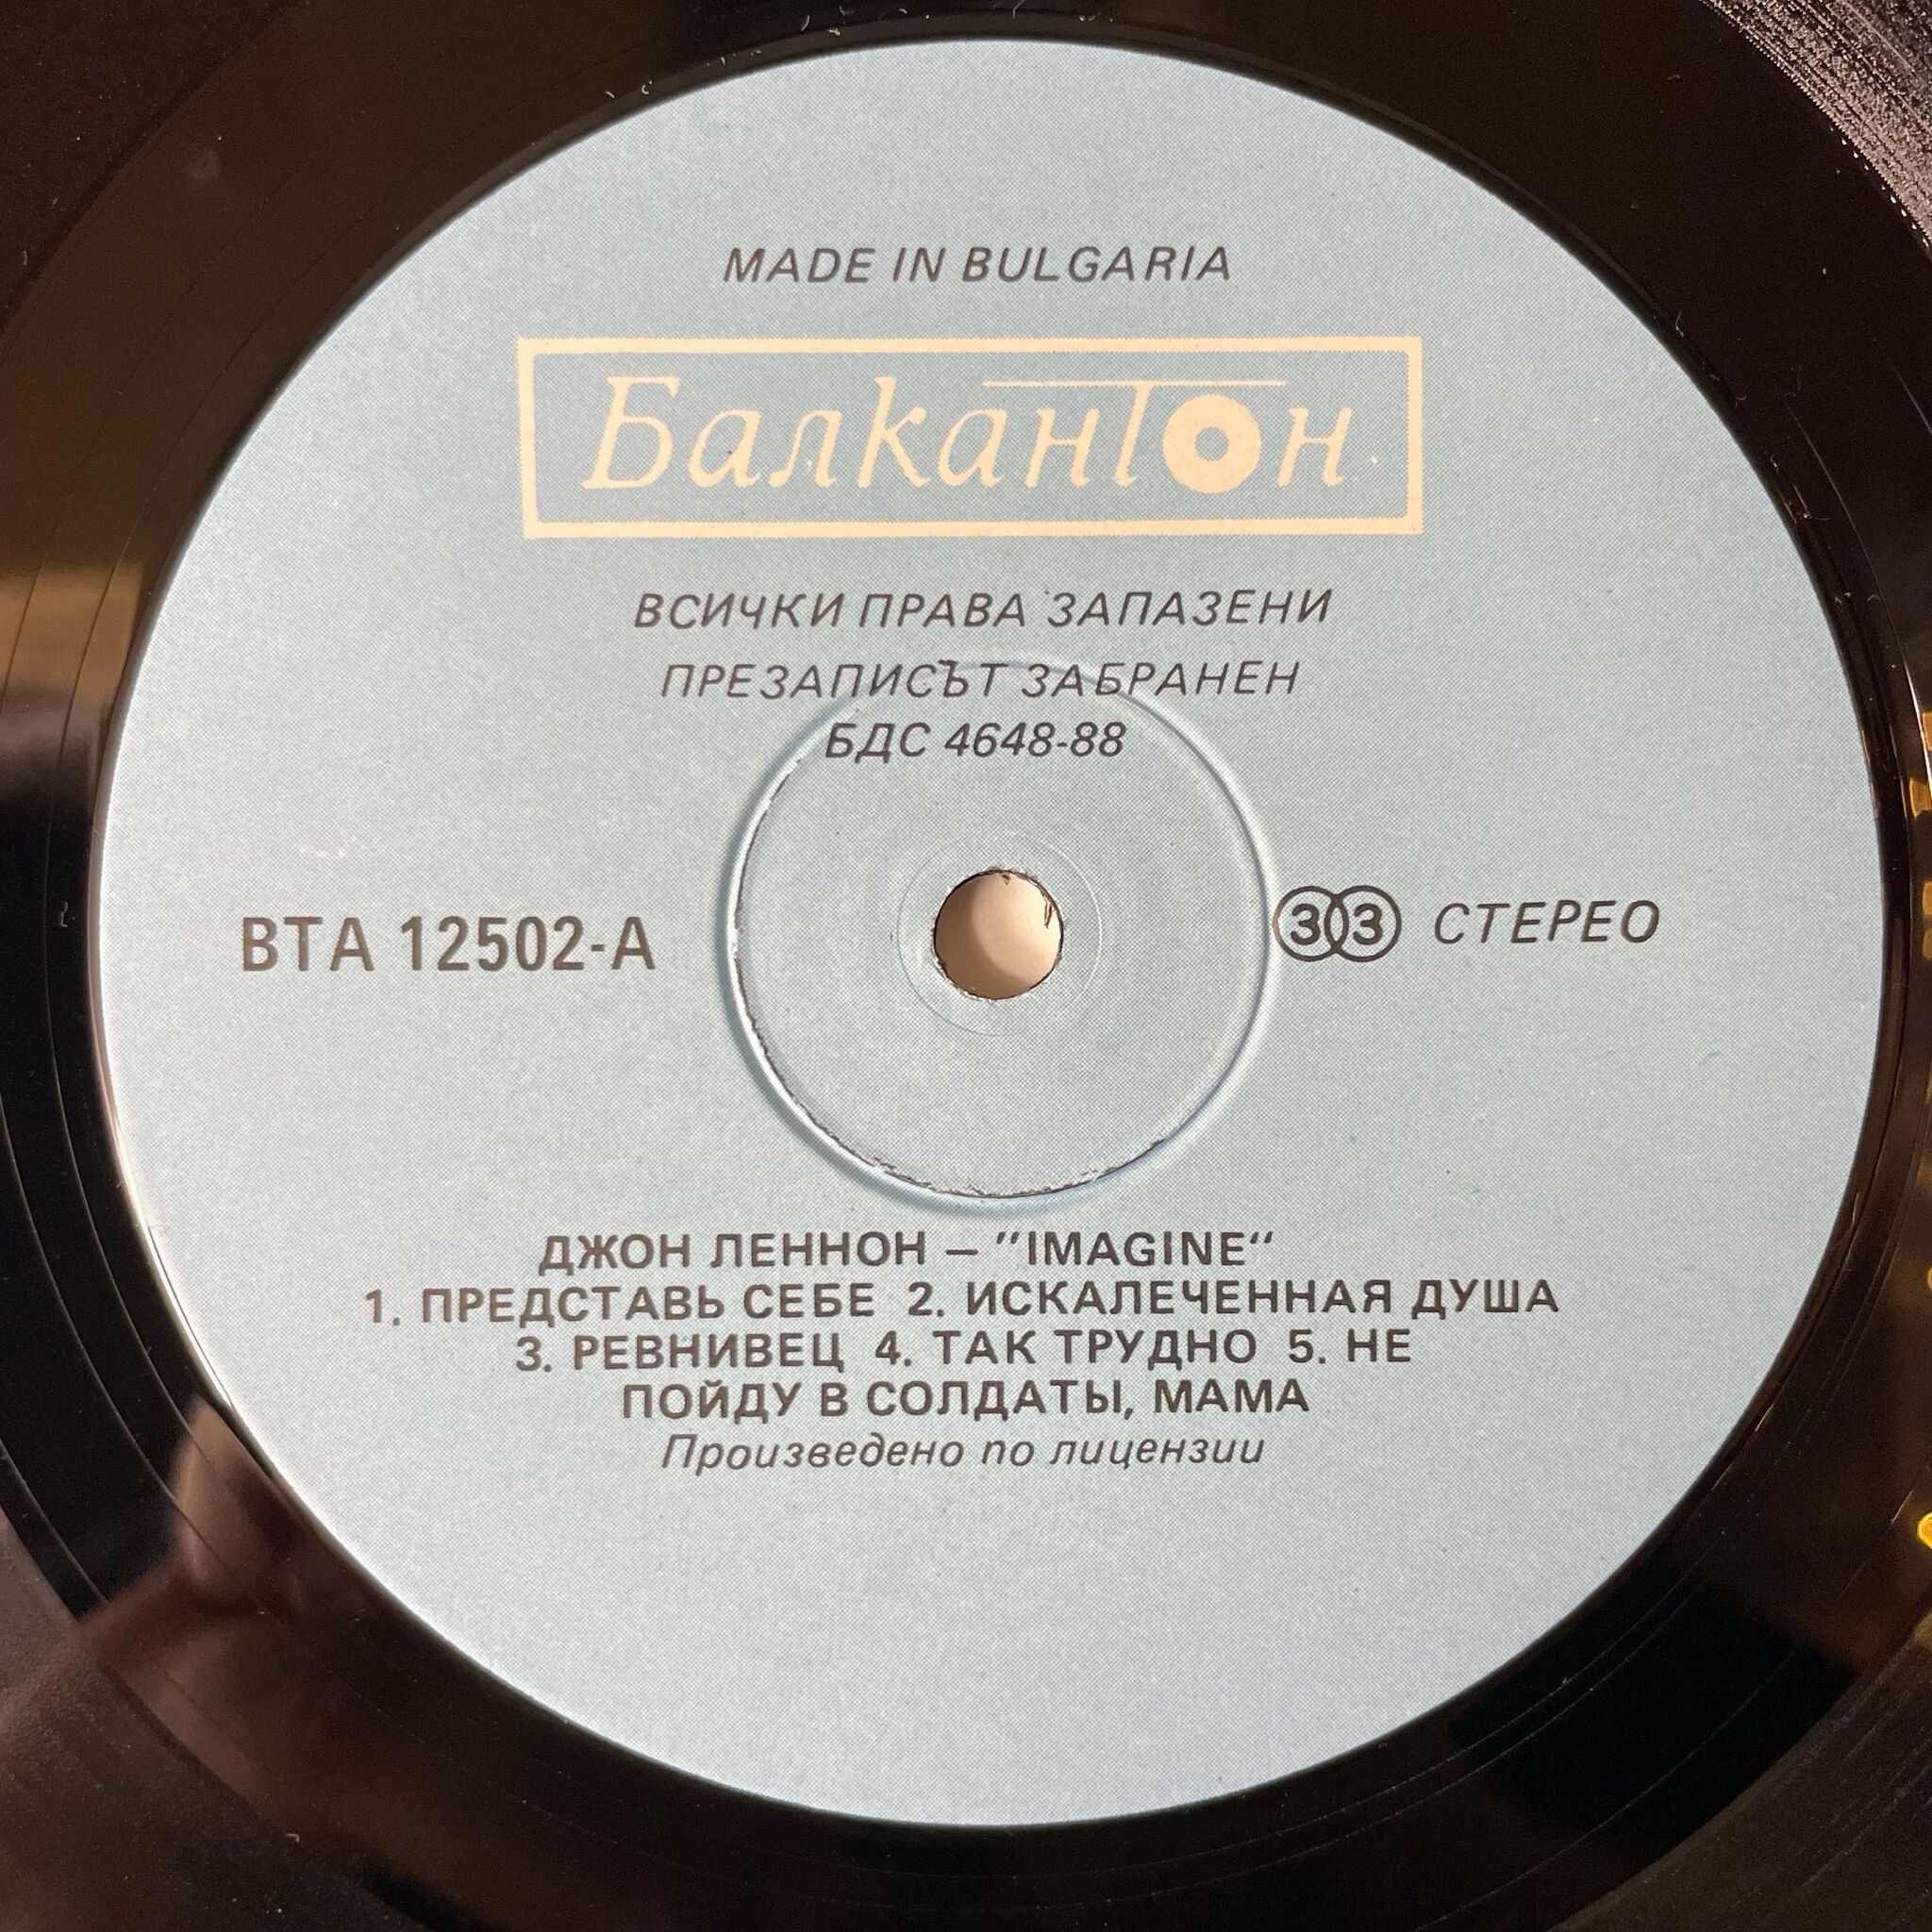 MADE IN BULGARIA
Балкантон
ВСИЧКИ ПРАВА ЗАПАЗЕНИ
ПРЕЗАПИСЪТ ЗАБРАНЕН
БДС 4648-88
ВТА 12502-А
33 СТЕРЕО
ДЖОН ЛЕННОН – "IMAGINE“
1. ПРЕДСТАВЬ СЕБЕ 2. ИСКАЛЕЧЕННАЯ ДУША
3. РЕВНИВЕЦ 4. ТАК ТРУДНО 5. НЕ
ПОЙДУ В СОЛДАТЫ, МАМА
Произведено по лицензии